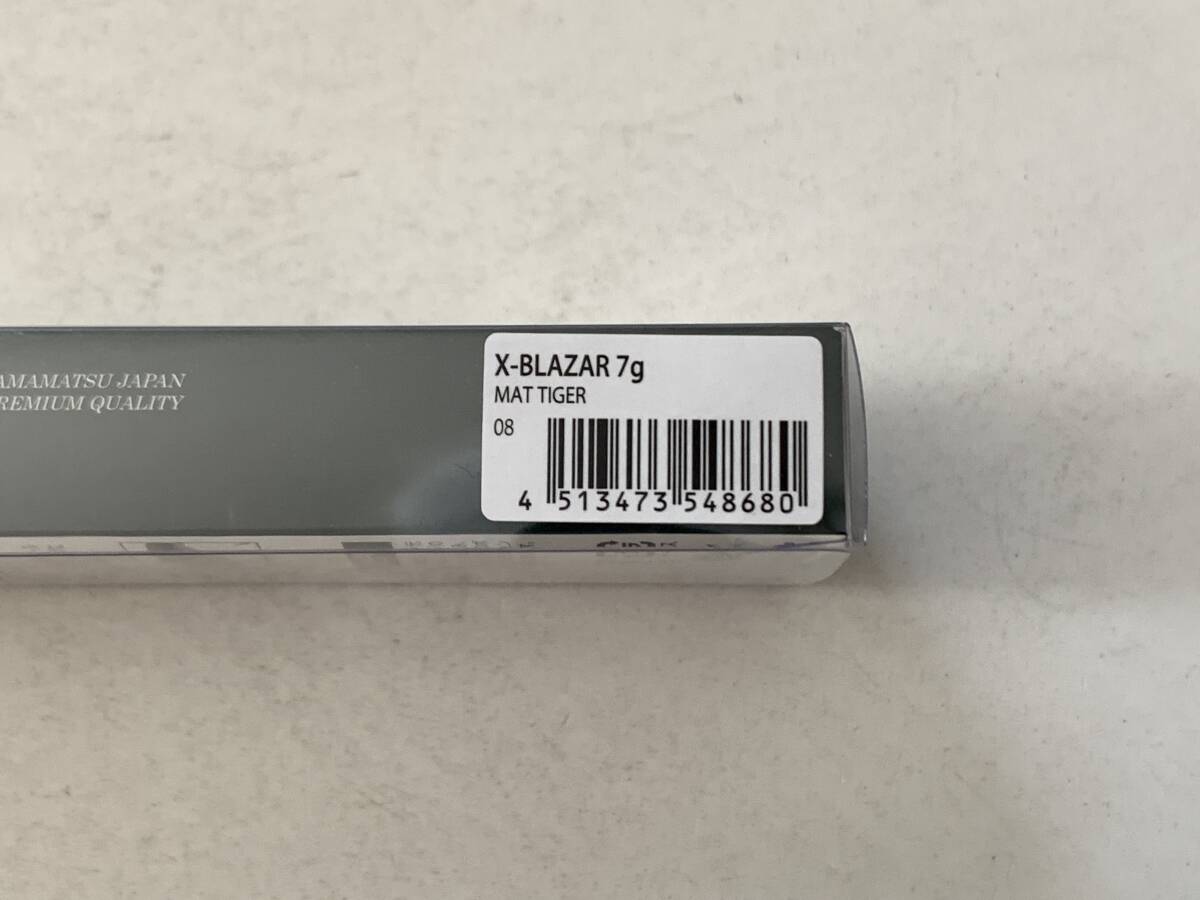 AMAMATSU JAPAN
REMIUM QUALITY
X-BLAZAR 7g
MAT TIGER
08
4 513473 548680